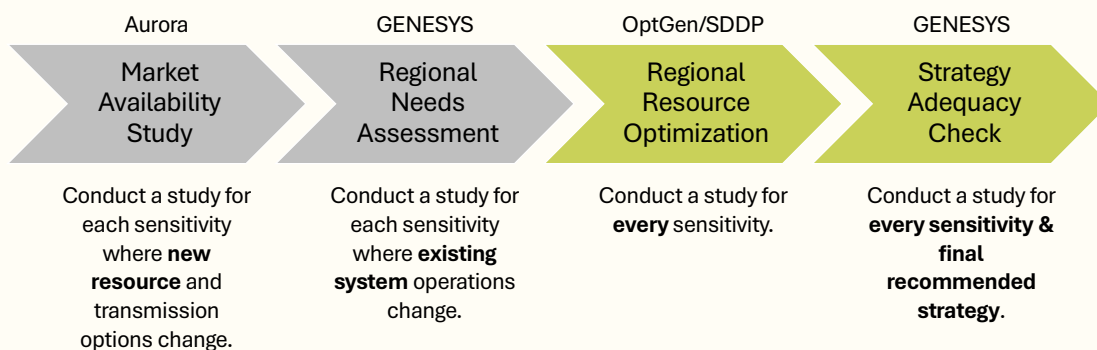 Aurora
Market
Availability
Study
Conduct a study for
each sensitivity
where new
resource and
transmission
options change.
GENESYS
Regional
Needs
Assessment
Conduct a study for
each sensitivity
where existing
system operations
change.
OptGen/SDDP
Regional
Resource
Optimization
Conduct a study for
every sensitivity.
GENESYS
Strategy
Adequacy
Check
Conduct a study for
every sensitivity &
final
recommended
strategy.